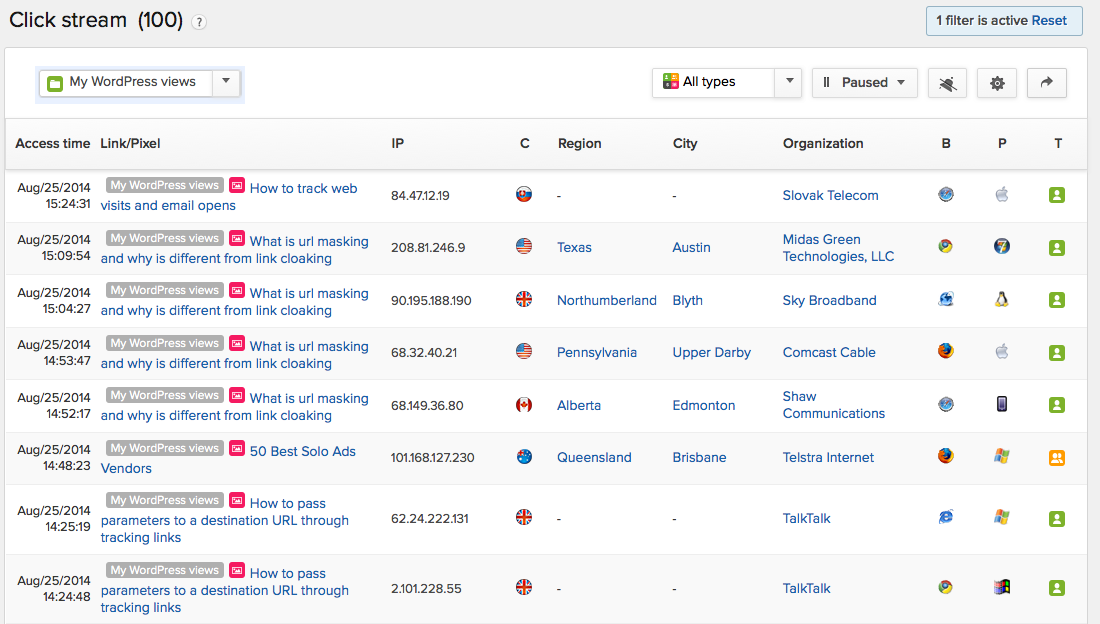 Click stream (100) ?
1 filter is active Reset
My WordPress views
All types
Paused
Access time Link/Pixel IP C Region City Organization B P T
Aug/25/2014
15:24:31
My WordPress views How to track web
visits and email opens
84.47.12.19
-
-
Slovak Telecom
Aug/25/2014
15:09:54
My WordPress views What is url masking
and why is different from link cloaking
208.81.246.9
Texas
Austin
Midas Green
Technologies, LLC
Aug/25/2014
15:04:27
My WordPress views What is url masking
and why is different from link cloaking
90.195.188.190
Northumberland
Blyth
Sky Broadband
Aug/25/2014
14:53:47
My WordPress views What is url masking
and why is different from link cloaking
68.32.40.21
Pennsylvania
Upper Darby
Comcast Cable
Aug/25/2014
14:52:17
My WordPress views What is url masking
and why is different from link cloaking
68.149.36.80
Alberta
Edmonton
Shaw
Communications
Aug/25/2014
14:48:23
My WordPress views 50 Best Solo Ads
Vendors
101.168.127.230
Queensland
Brisbane
Telstra Internet
Aug/25/2014
14:25:19
My WordPress views How to pass
parameters to a destination URL through
tracking links
62.24.222.131
-
-
TalkTalk
Aug/25/2014
14:24:48
My WordPress views How to pass
parameters to a destination URL through
tracking links
2.101.228.55
-
-
TalkTalk